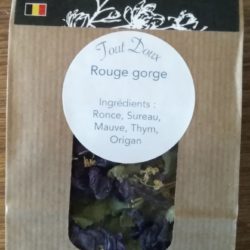 Tout Doux
Rouge gorge
Ingrédients :
Ronce, Sureau,
Mauve, Thym,
Origan